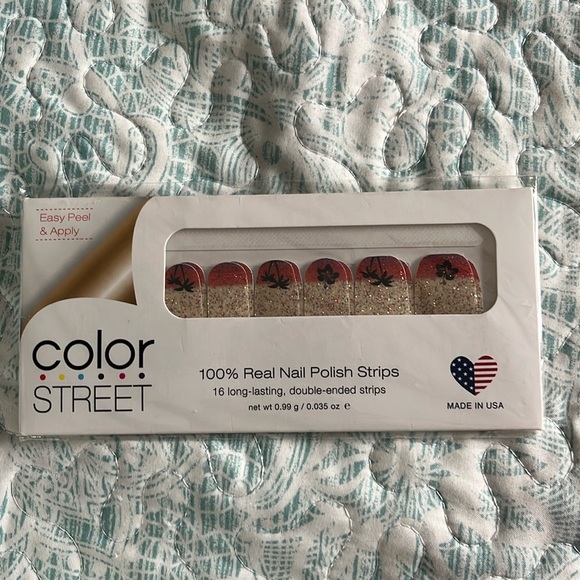 Easy Peel
& Apply
color
STREET
100% Real Nail Polish Strips
16 long-lasting, double-ended strips
net wt 0.99 g / 0.035 oz ℮
MADE IN USA